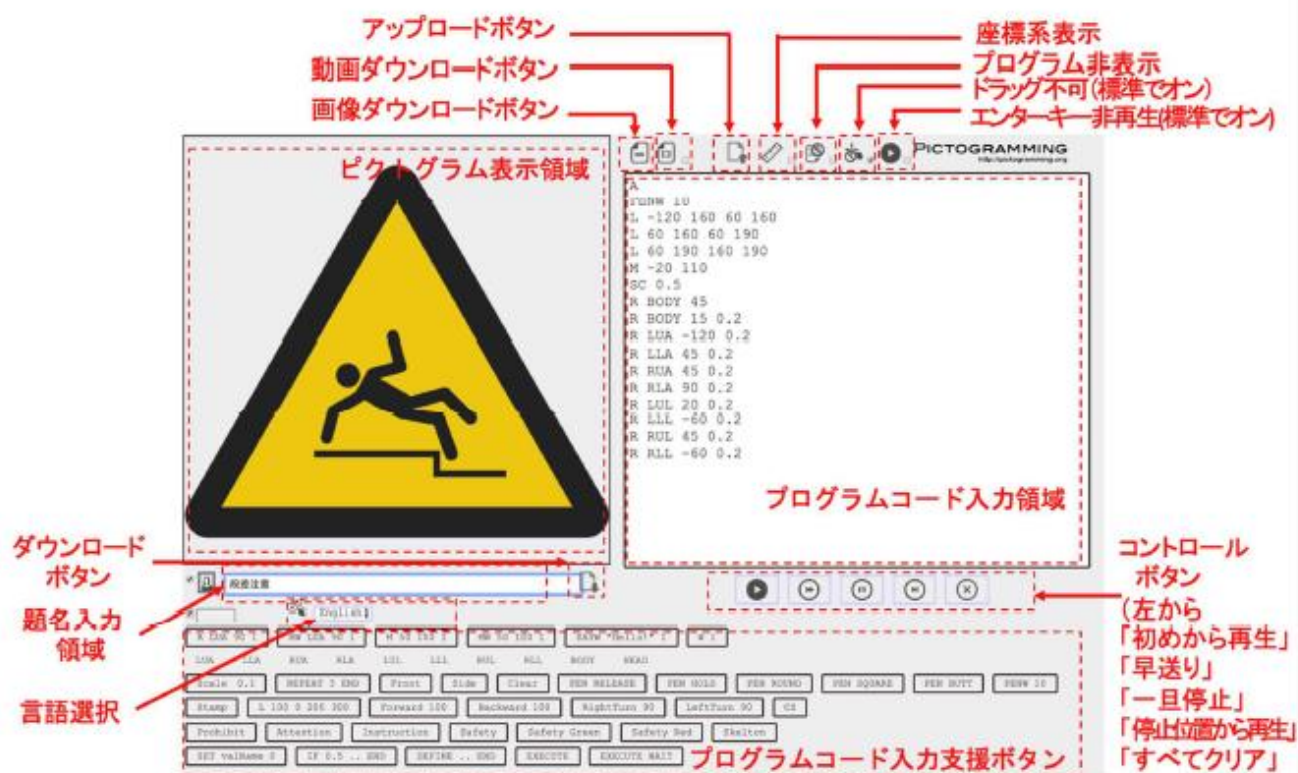 アップロードボタン
動画ダウンロードボタン
画像ダウンロードボタン
座標系表示
プログラム非表示
ドラッグ不可(標準でオン)
エンターキー非再生(標準でオン)
PICTOGRAMMING
http://pictogramming.org
ピクトグラム表示領域
A
PENW 10
L -120 160 60 160
L 60 160 60 190
L 60 190 160 190
M -20 110
SC 0.5
R BODY 45
R BODY 15 0.2
R LUA -120 0.2
R LLA 45 0.2
R RUA 45 0.2
R RLA 90 0.2
R LUL 20 0.2
R LLL -60 0.2
R RUL 45 0.2
R RLL -60 0.2
プログラムコード入力領域
ダウンロード
ボタン
題名入力
領域
言語選択
段差注意
English
コントロール
ボタン
(左から
「初めから再生」
「早送り」
「一旦停止」
「停止位置から再生」
「すべてクリア」
R LUA 90 1
M 50 100 1
LUA LLA RUA RLA LUL LLL RUL RLL BODY HEAD
Scale 0.1 REPEAT 3 END Front Side Clear PEN RELEASE PEN HOLD PEN ROUND PEN SQUARE PEN BUTT PENW 10
Stamp L 100 0 200 300 Forward 100 Backward 100 RightTurn 90 LeftTurn 90 CS
Prohibit Attention Instruction Safety Safety Green Safety Red Skelton
SET valName 0 IF 0.5 .. END DEFINE .. END EXECUTE EXECUTE WAIT
プログラムコード入力支援ボタン